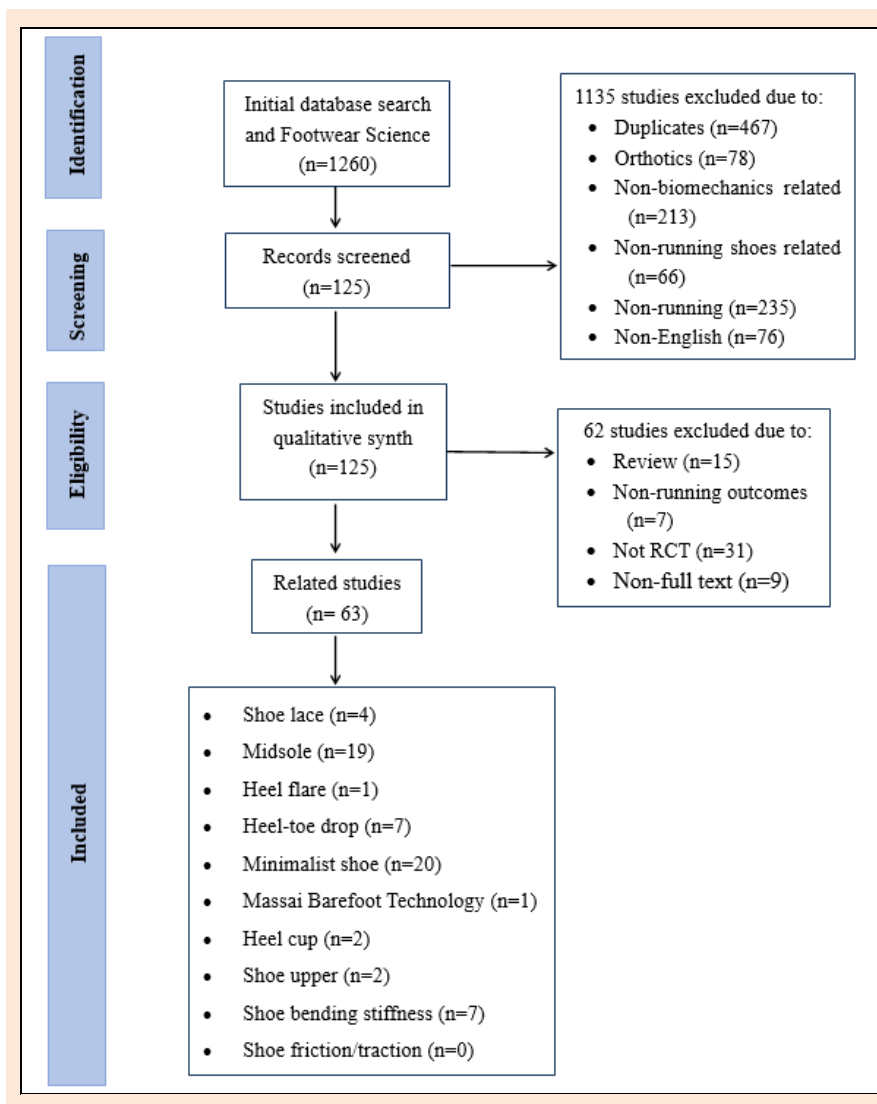 Identification
Initial database search
and Footwear Science
(n=1260)
1135 studies excluded due to:
• Duplicates (n=467)
• Orthotics (n=78)
• Non-biomechanics related
(n=213)
• Non-running shoes related
(n=66)
• Non-running (n=235)
• Non-English (n=76)
Screening
Records screened
(n=125)
Eligibility
Studies included in
qualitative synth
(n=125)
62 studies excluded due to:
• Review (n=15)
• Non-running outcomes
(n=7)
• Not RCT (n=31)
• Non-full text (n=9)
Included
Related studies
(n= 63)
• Shoe lace (n=4)
• Midsole (n=19)
• Heel flare (n=1)
• Heel-toe drop (n=7)
• Minimalist shoe (n=20)
• Massai Barefoot Technology (n=1)
• Heel cup (n=2)
• Shoe upper (n=2)
• Shoe bending stiffness (n=7)
• Shoe friction/traction (n=0)